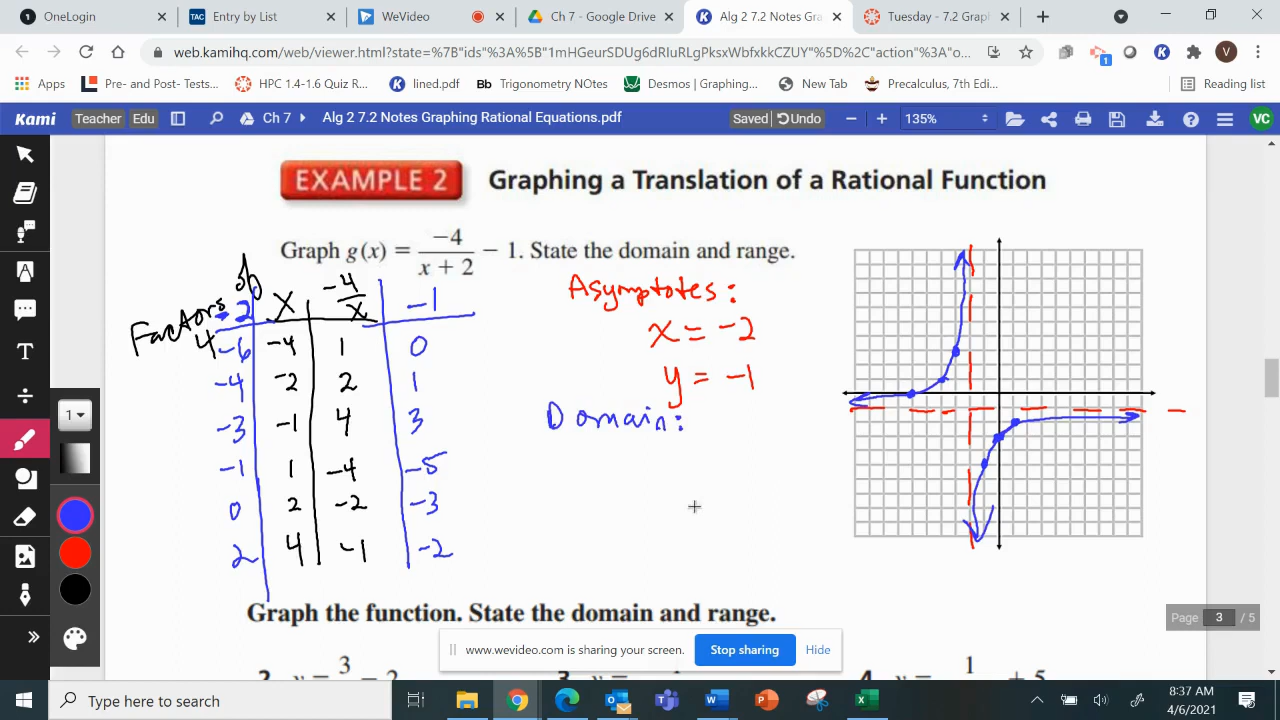 OneLogin
Entry by List
WeVideo
Ch 7 - Google Drive
Alg 2 7.2 Notes Gra
Tuesday - 7.2 Grapl
web.kamihq.com/web/viewer.html?state=%7B"ids"%3A%5B"1mHGeurSDUg6dRIuRLgPksxWbfxkkCZUY"%5D%2C"action"%3A"o...
1
V
Apps
Pre- and Post- Tests...
HPC 1.4-1.6 Quiz R...
lined.pdf
Bb Trigonometry NOtes
Desmos | Graphing...
New Tab
Precalculus, 7th Edi...
Reading list
Kami
Teacher
Edu
Ch 7
Alg 2 7.2 Notes Graphing Rational Equations.pdf
Saved
Undo
135%
VC
EXAMPLE 2 Graphing a Translation of a Rational Function
Graph g(x) = −4/(x + 2) − 1. State the domain and range.
Factors of 4
-2 | x | -4/x | -1
-6 | -4 | 1 | 0
-4 | -2 | 2 | 1
-3 | -1 | 4 | 3
-1 | 1 | -4 | -5
0 | 2 | -2 | -3
2 | 4 | -1 | -2
Asymptotes:
x = -2
y = -1
Domain:
1
Graph the function. State the domain and range.
Page 3 / 5
www.wevideo.com is sharing your screen.
Stop sharing
Hide
Type here to search
8:37 AM
4/6/2021